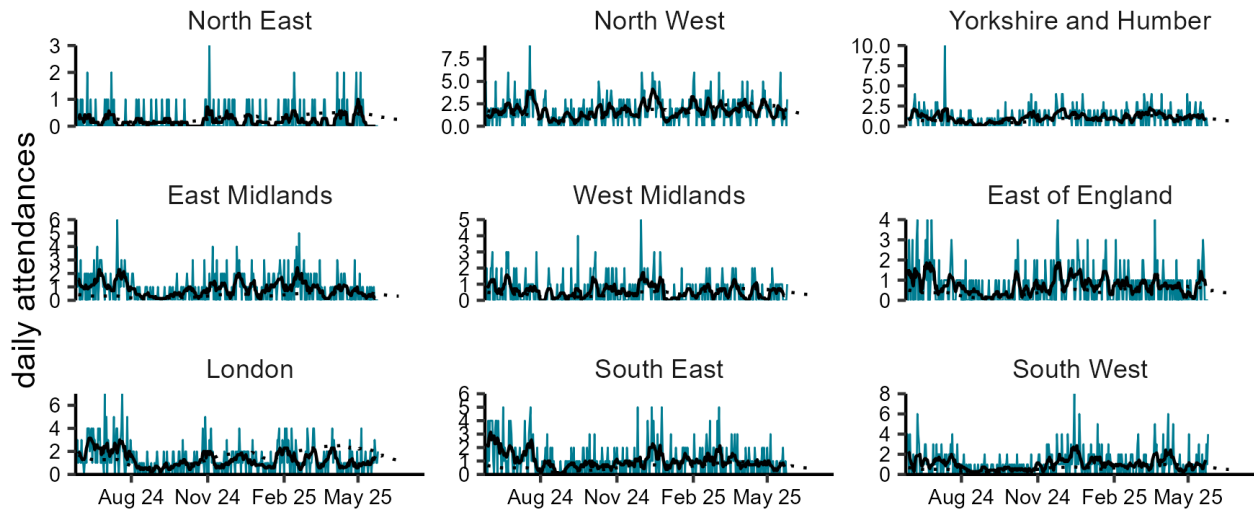 North East North West Yorkshire and Humber
3 7.5 10.0
2 5.0 7.5
1 2.5 5.0
0 0.0 2.5
0.0
daily attendances
East Midlands West Midlands East of England
6 5 4
5 4 3
4 3 2
3 2 1
2 1 0
1 0
0
London South East South West
6 6 8
4 5 6
2 4 4
0 3 2
2 0
1
0
Aug 24 Nov 24 Feb 25 May 25 Aug 24 Nov 24 Feb 25 May 25 Aug 24 Nov 24 Feb 25 May 25